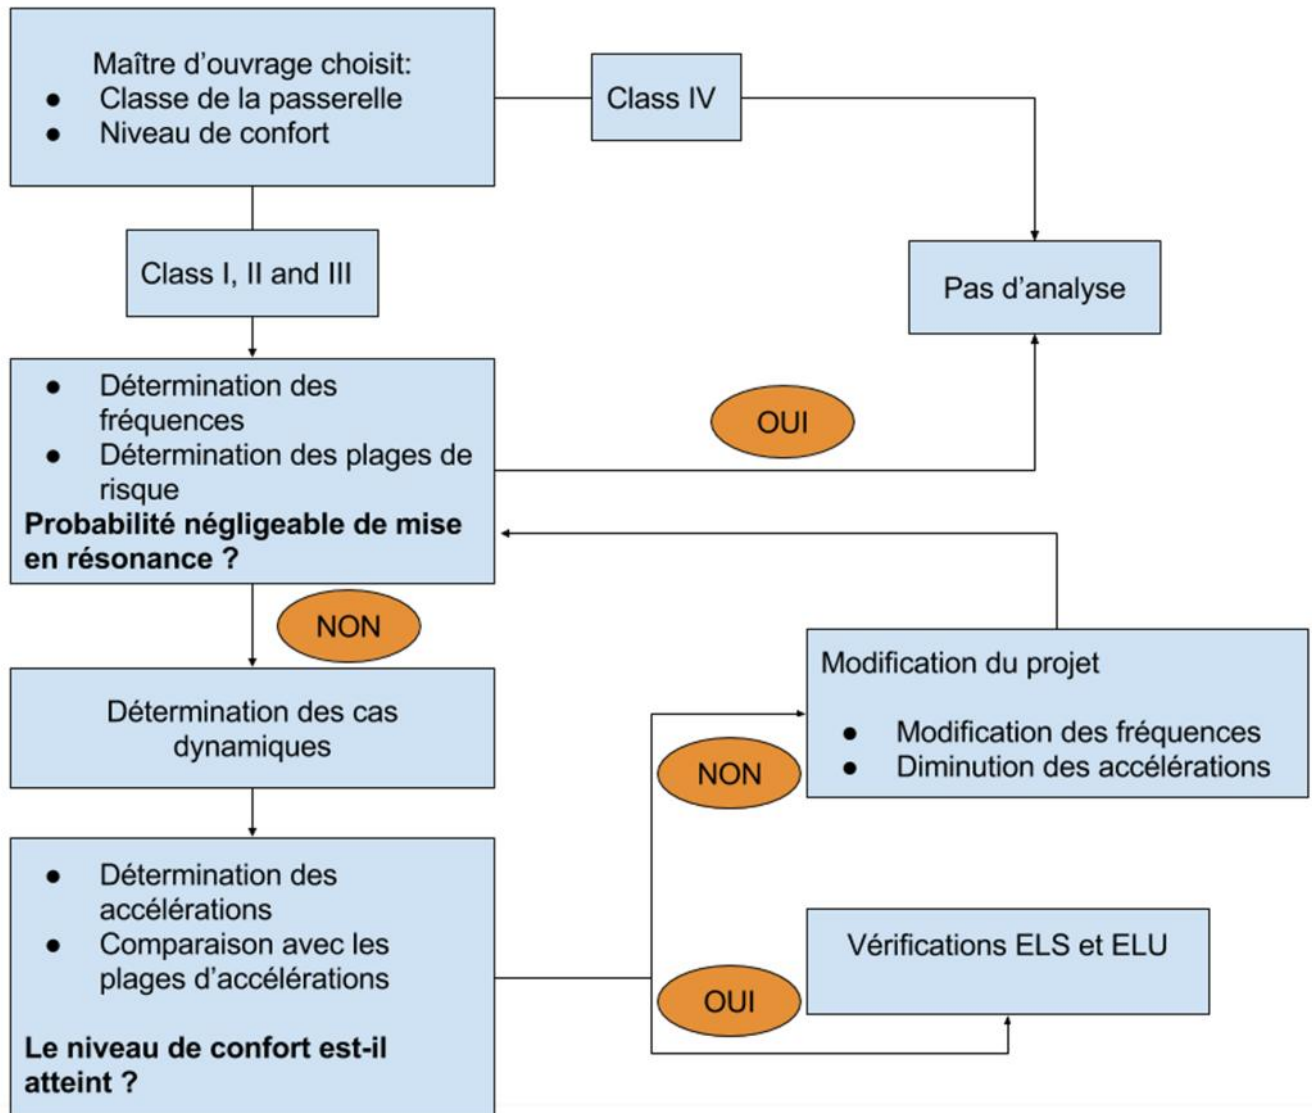 Maître d'ouvrage choisit:
● Classe de la passerelle
● Niveau de confort
Class IV
Class I, II and III
Pas d'analyse
● Détermination des
fréquences
● Détermination des plages de
risque
Probabilité négligeable de mise
en résonance ?
OUI
NON
Détermination des cas
dynamiques
Modification du projet
● Modification des fréquences
● Diminution des accélérations
NON
● Détermination des
accélérations
● Comparaison avec les
plages d'accélérations
Le niveau de confort est-il
atteint ?
OUI
Vérifications ELS et ELU